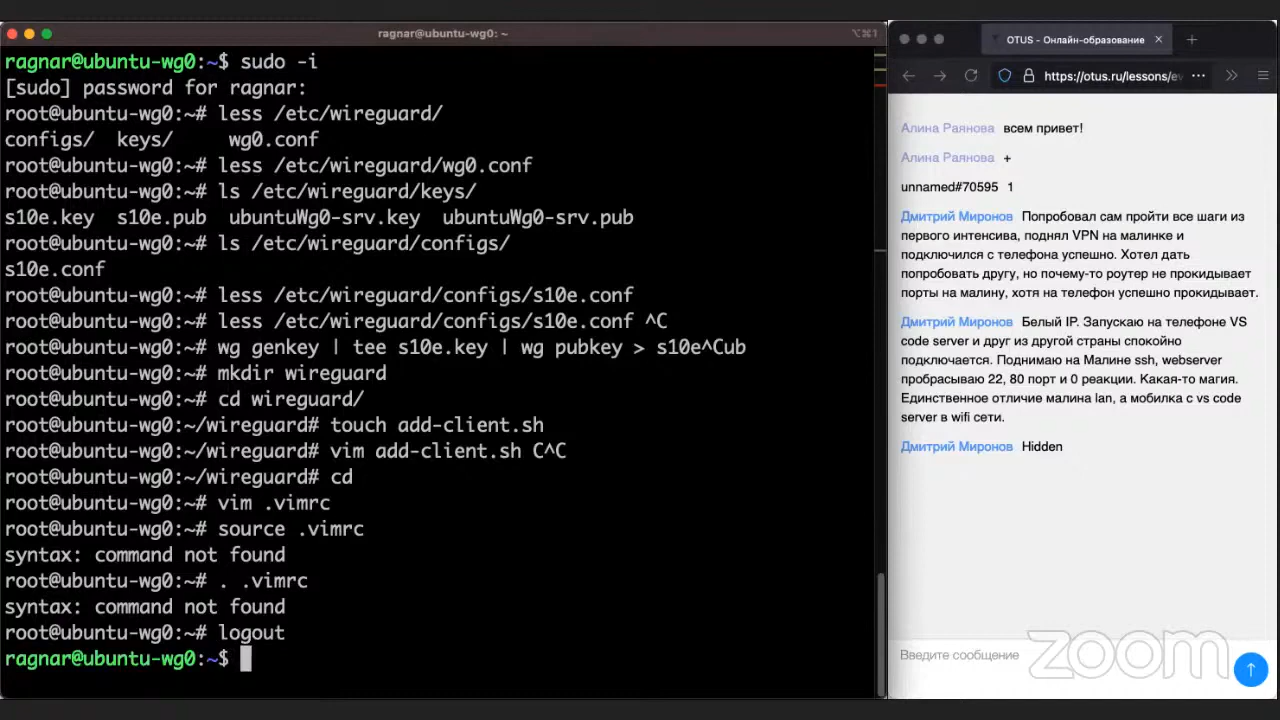 ragnar@ubuntu-wg0: ~
⌥⌘1
ragnar@ubuntu-wg0:~$ sudo -i
[sudo] password for ragnar:
root@ubuntu-wg0:~# less /etc/wireguard/
configs/  keys/     wg0.conf
root@ubuntu-wg0:~# less /etc/wireguard/wg0.conf
root@ubuntu-wg0:~# ls /etc/wireguard/keys/
s10e.key  s10e.pub  ubuntuWg0-srv.key  ubuntuWg0-srv.pub
root@ubuntu-wg0:~# ls /etc/wireguard/configs/
s10e.conf
root@ubuntu-wg0:~# less /etc/wireguard/configs/s10e.conf
root@ubuntu-wg0:~# less /etc/wireguard/configs/s10e.conf ^C
root@ubuntu-wg0:~# wg genkey | tee s10e.key | wg pubkey > s10e^Cub
root@ubuntu-wg0:~# mkdir wireguard
root@ubuntu-wg0:~# cd wireguard/
root@ubuntu-wg0:~/wireguard# touch add-client.sh
root@ubuntu-wg0:~/wireguard# vim add-client.sh C^C
root@ubuntu-wg0:~/wireguard# cd
root@ubuntu-wg0:~# vim .vimrc
root@ubuntu-wg0:~# source .vimrc
syntax: command not found
root@ubuntu-wg0:~# . .vimrc
syntax: command not found
root@ubuntu-wg0:~# logout
ragnar@ubuntu-wg0:~$
OTUS - Онлайн-образование
https://otus.ru/lessons/ev
Алина Раянова всем привет!
Алина Раянова +
unnamed#70595 1
Дмитрий Миронов Попробовал сам пройти все шаги из
первого интенсива, поднял VPN на малинке и
подключился с телефона успешно. Хотел дать
попробовать другу, но почему-то роутер не прокидывает
порты на малину, хотя на телефон успешно прокидывает.
Дмитрий Миронов Белый IP. Запускаю на телефоне VS
code server и друг из другой страны спокойно
подключается. Поднимаю на Малине ssh, webserver
пробрасываю 22, 80 порт и 0 реакции. Какая-то магия.
Единственное отличие малина lan, а мобилка с vs code
server в wifi сети.
Дмитрий Миронов Hidden
Введите сообщение
zoom